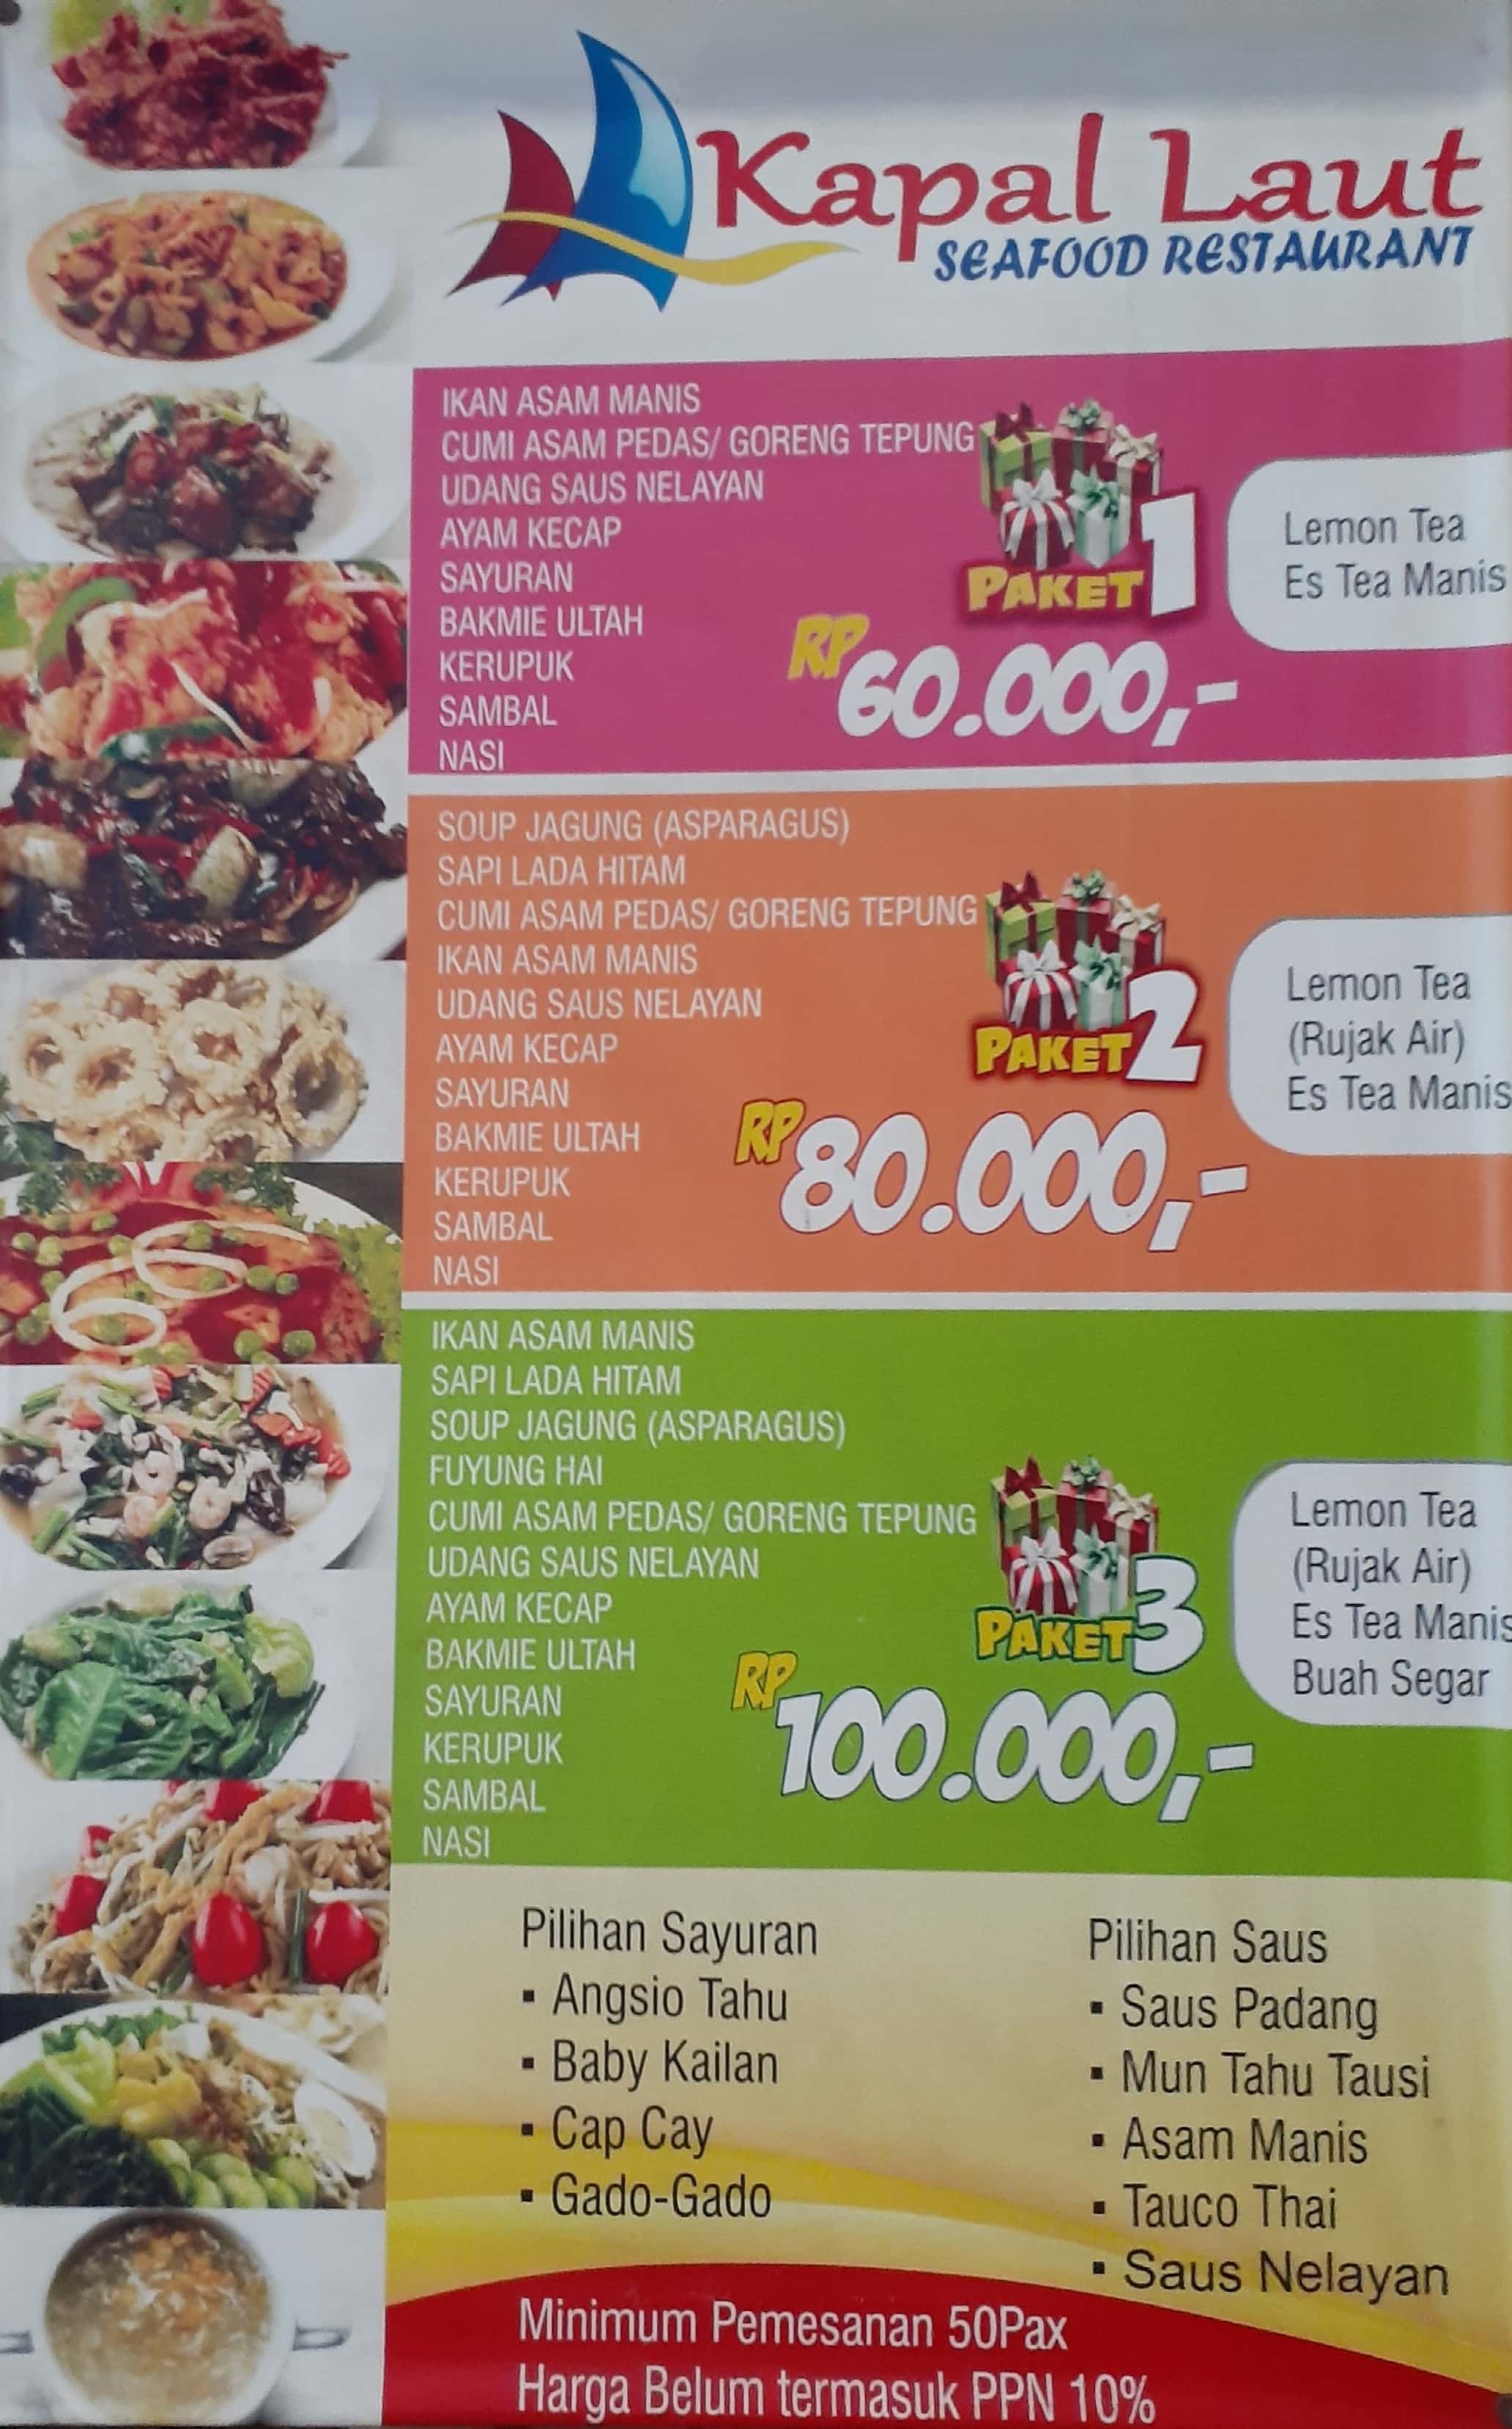 Kapal Laut
SEAFOOD RESTAURANT
IKAN ASAM MANIS
CUMI ASAM PEDAS/ GORENG TEPUNG
UDANG SAUS NELAYAN
AYAM KECAP
SAYURAN
BAKMIE ULTAH
KERUPUK
SAMBAL
NASI
PAKET 1
RP 60.000,-
Lemon Tea
Es Tea Manis
SOUP JAGUNG (ASPARAGUS)
SAPI LADA HITAM
CUMI ASAM PEDAS/ GORENG TEPUNG
IKAN ASAM MANIS
UDANG SAUS NELAYAN
AYAM KECAP
SAYURAN
BAKMIE ULTAH
KERUPUK
SAMBAL
NASI
PAKET 2
RP 80.000,-
Lemon Tea
(Rujak Air)
Es Tea Manis
IKAN ASAM MANIS
SAPI LADA HITAM
SOUP JAGUNG (ASPARAGUS)
FUYUNG HAI
CUMI ASAM PEDAS/ GORENG TEPUNG
UDANG SAUS NELAYAN
AYAM KECAP
BAKMIE ULTAH
SAYURAN
KERUPUK
SAMBAL
NASI
PAKET 3
RP 100.000,-
Lemon Tea
(Rujak Air)
Es Tea Manis
Buah Segar
Pilihan Sayuran
▪ Angsio Tahu
▪ Baby Kailan
▪ Cap Cay
▪ Gado-Gado
Pilihan Saus
▪ Saus Padang
▪ Mun Tahu Tausi
▪ Asam Manis
▪ Tauco Thai
▪ Saus Nelayan
Minimum Pemesanan 50Pax
Harga Belum termasuk PPN 10%